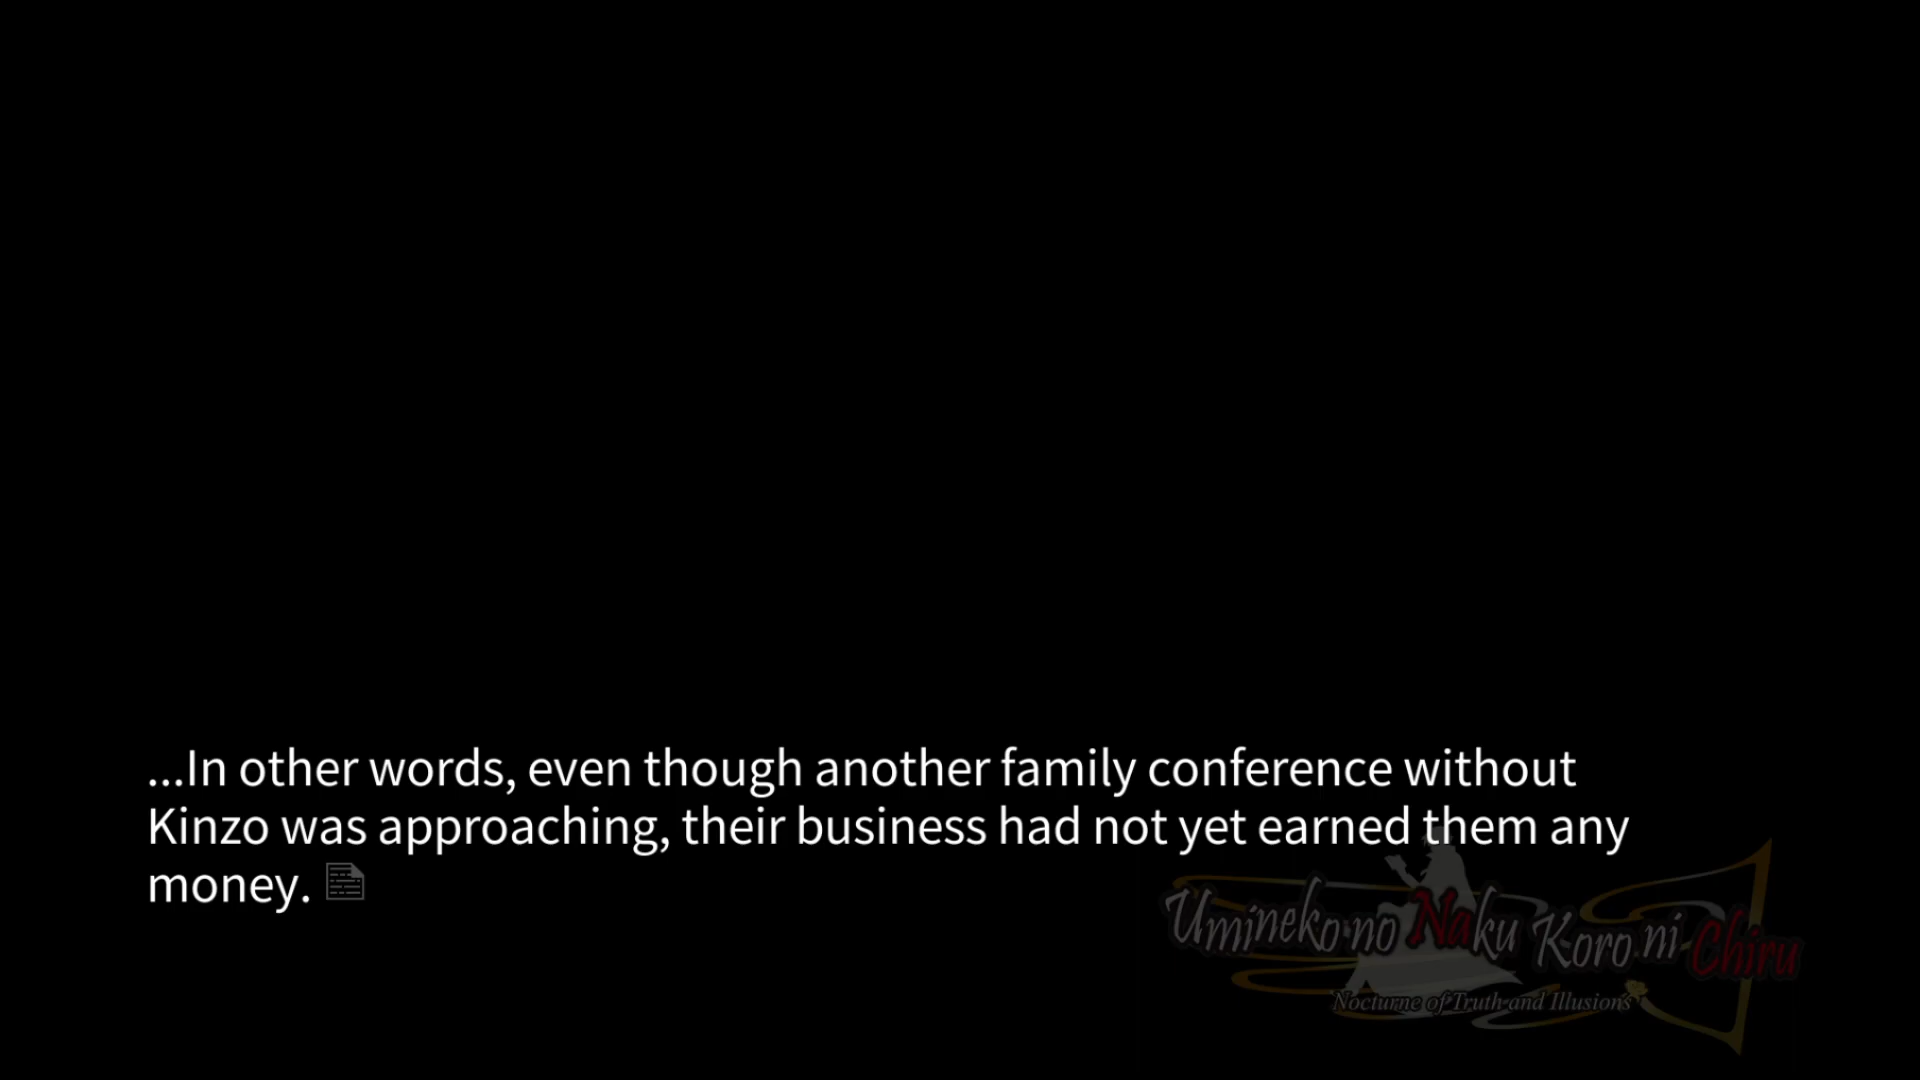 ...In other words, even though another family conference without
Kinzo was approaching, their business had not yet earned them any
money.
Umineko no Naku Koro ni Chiru
Nocturne of Truth and Illusions